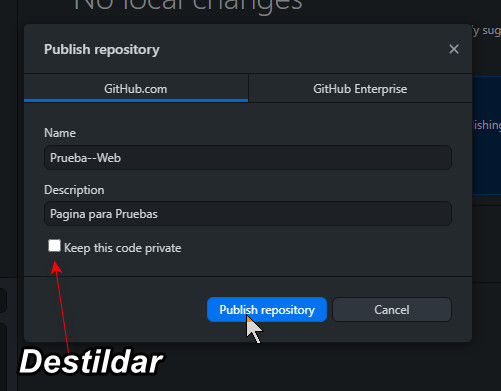 No local changes
Publish repository
y sug
GitHub.com
GitHub Enterprise
Name
lishing
Prueba--Web
Description
Pagina para Pruebas
Keep this code private
Publish repository
Cancel
Destildar